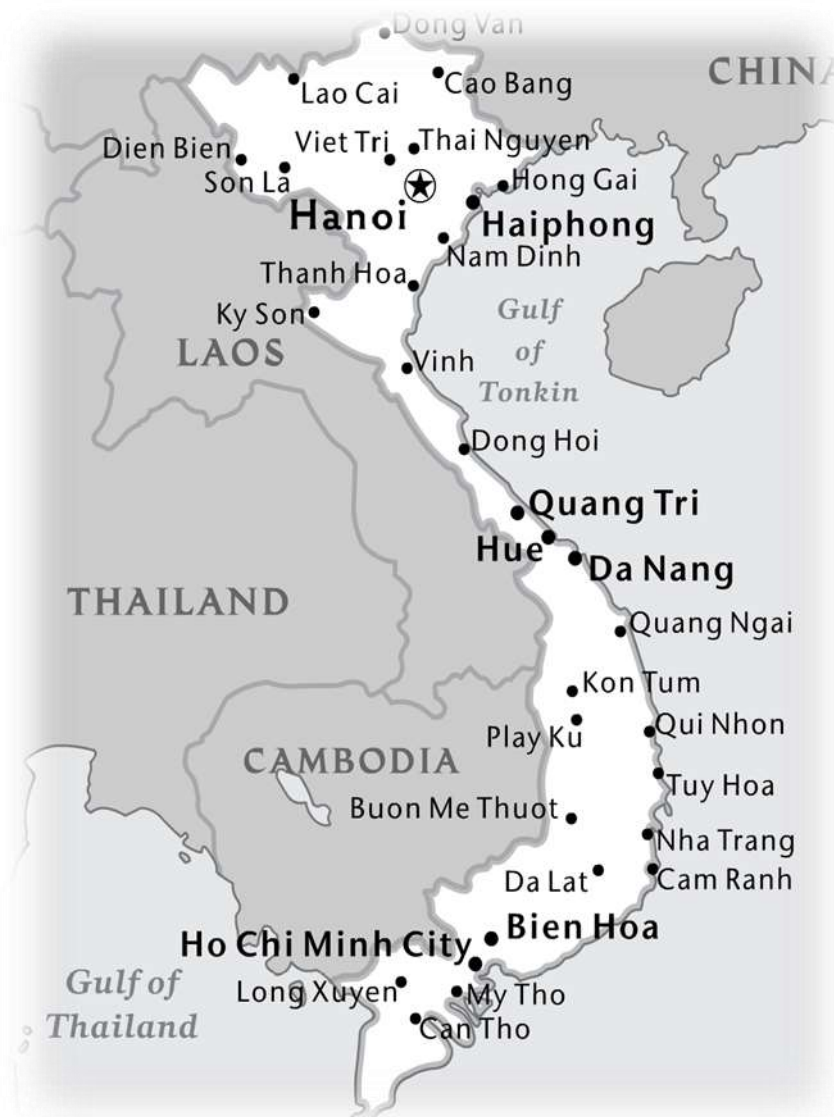 Dong Van
CHINA
Lao Cai
Cao Bang
Dien Bien
Viet Tri
Thai Nguyen
Son La
Hong Gai
Hanoi
Haiphong
Nam Dinh
Thanh Hoa
Ky Son
Gulf
of
Tonkin
LAOS
Vinh
Dong Hoi
Quang Tri
Hue
Da Nang
THAILAND
Quang Ngai
Kon Tum
Play Ku
Qui Nhon
CAMBODIA
Tuy Hoa
Buon Me Thuot
Nha Trang
Da Lat
Cam Ranh
Bien Hoa
Ho Chi Minh City
Gulf of
Thailand
Long Xuyen
My Tho
Can Tho